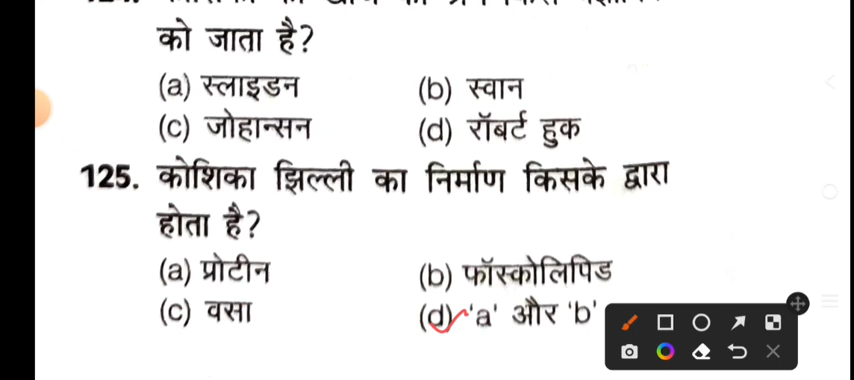 को जाता है?
(a) स्लाइडन (b) स्वान
(c) जोहान्सन (d) रॉबर्ट हुक
125. कोशिका झिल्ली का निर्माण किसके द्वारा
होता है?
(a) प्रोटीन (b) फॉस्कोलिपिड
(c) वसा (d) 'a' और 'b'